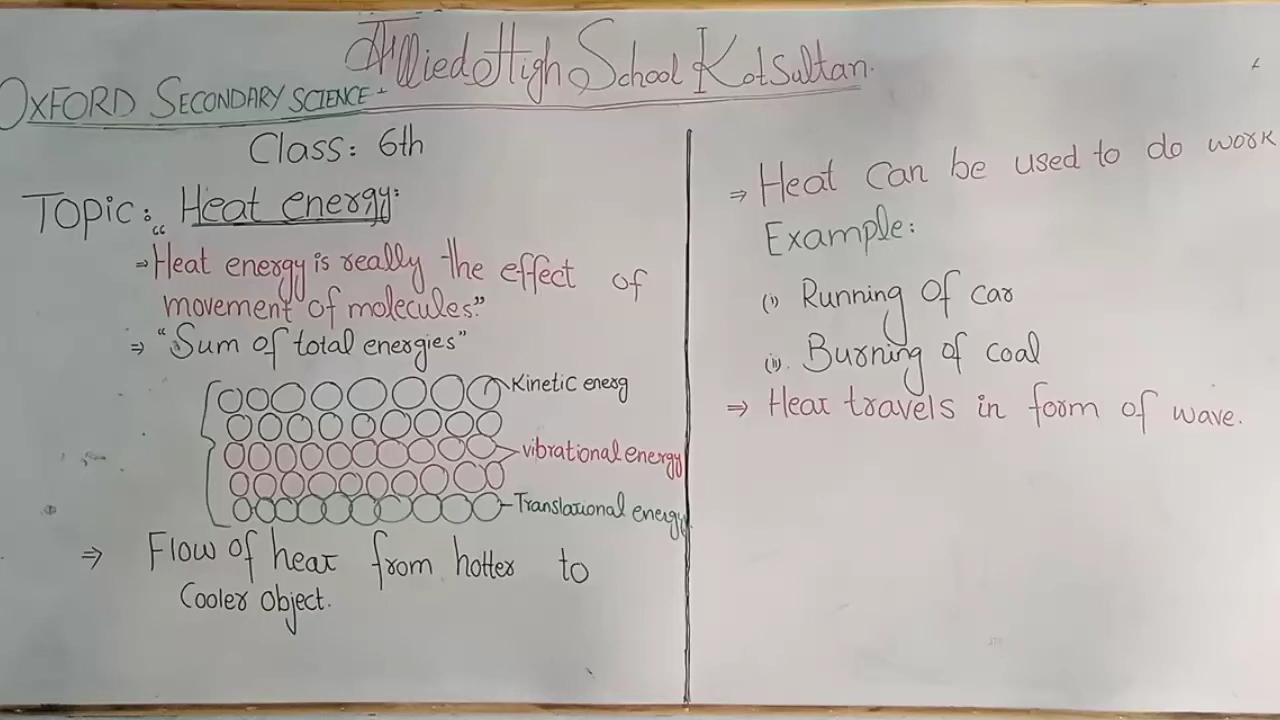 Allied High School Kotsultan.
OXFORD SECONDARY SCIENCE.
Class: 6th
Topic: Heat energy:
“
⇒ Heat energy is really the effect of
movement of molecules.”
⇒ “Sum of total energies”
Kinetic energ
vibrational energy
Translational energy
⇒ Flow of heat from hotter to
Cooler object.
⇒ Heat can be used to do work
Example:
(i) Running of car
(ii). Burning of coal
⇒ Heat travels in form of wave.